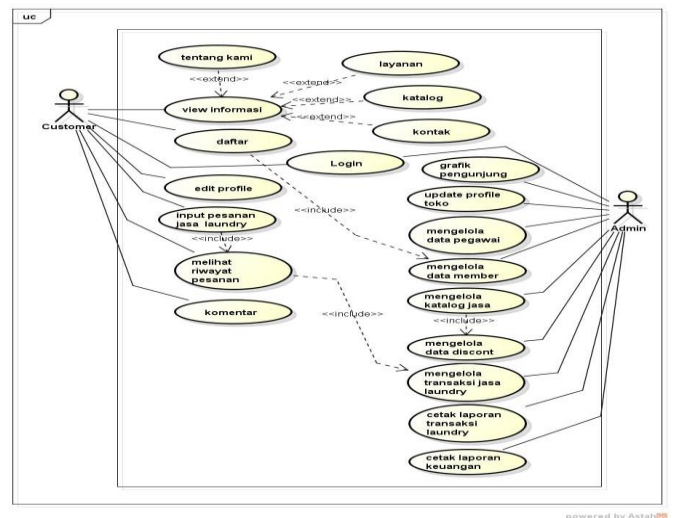 uc
tentang kami
<<extend>>
layanan
<<extend>>
view informasi
<<extend>>
katalog
<<extend>>
kontak
Customer
daftar
Login
grafik
pengunjung
edit profile
update profile
toko
Admin
input pesanan
jasa laundry
<<include>>
<<include>>
mengelola
data pegawai
melihat
riwayat
pesanan
mengelola
data member
mengelola
katalog jasa
komentar
<<include>>
<<include>>
mengelola
data discont
mengelola
transaksi jasa
laundry
cetak laporan
transaksi
laundry
cetak laporan
keuangan
powered by Astah